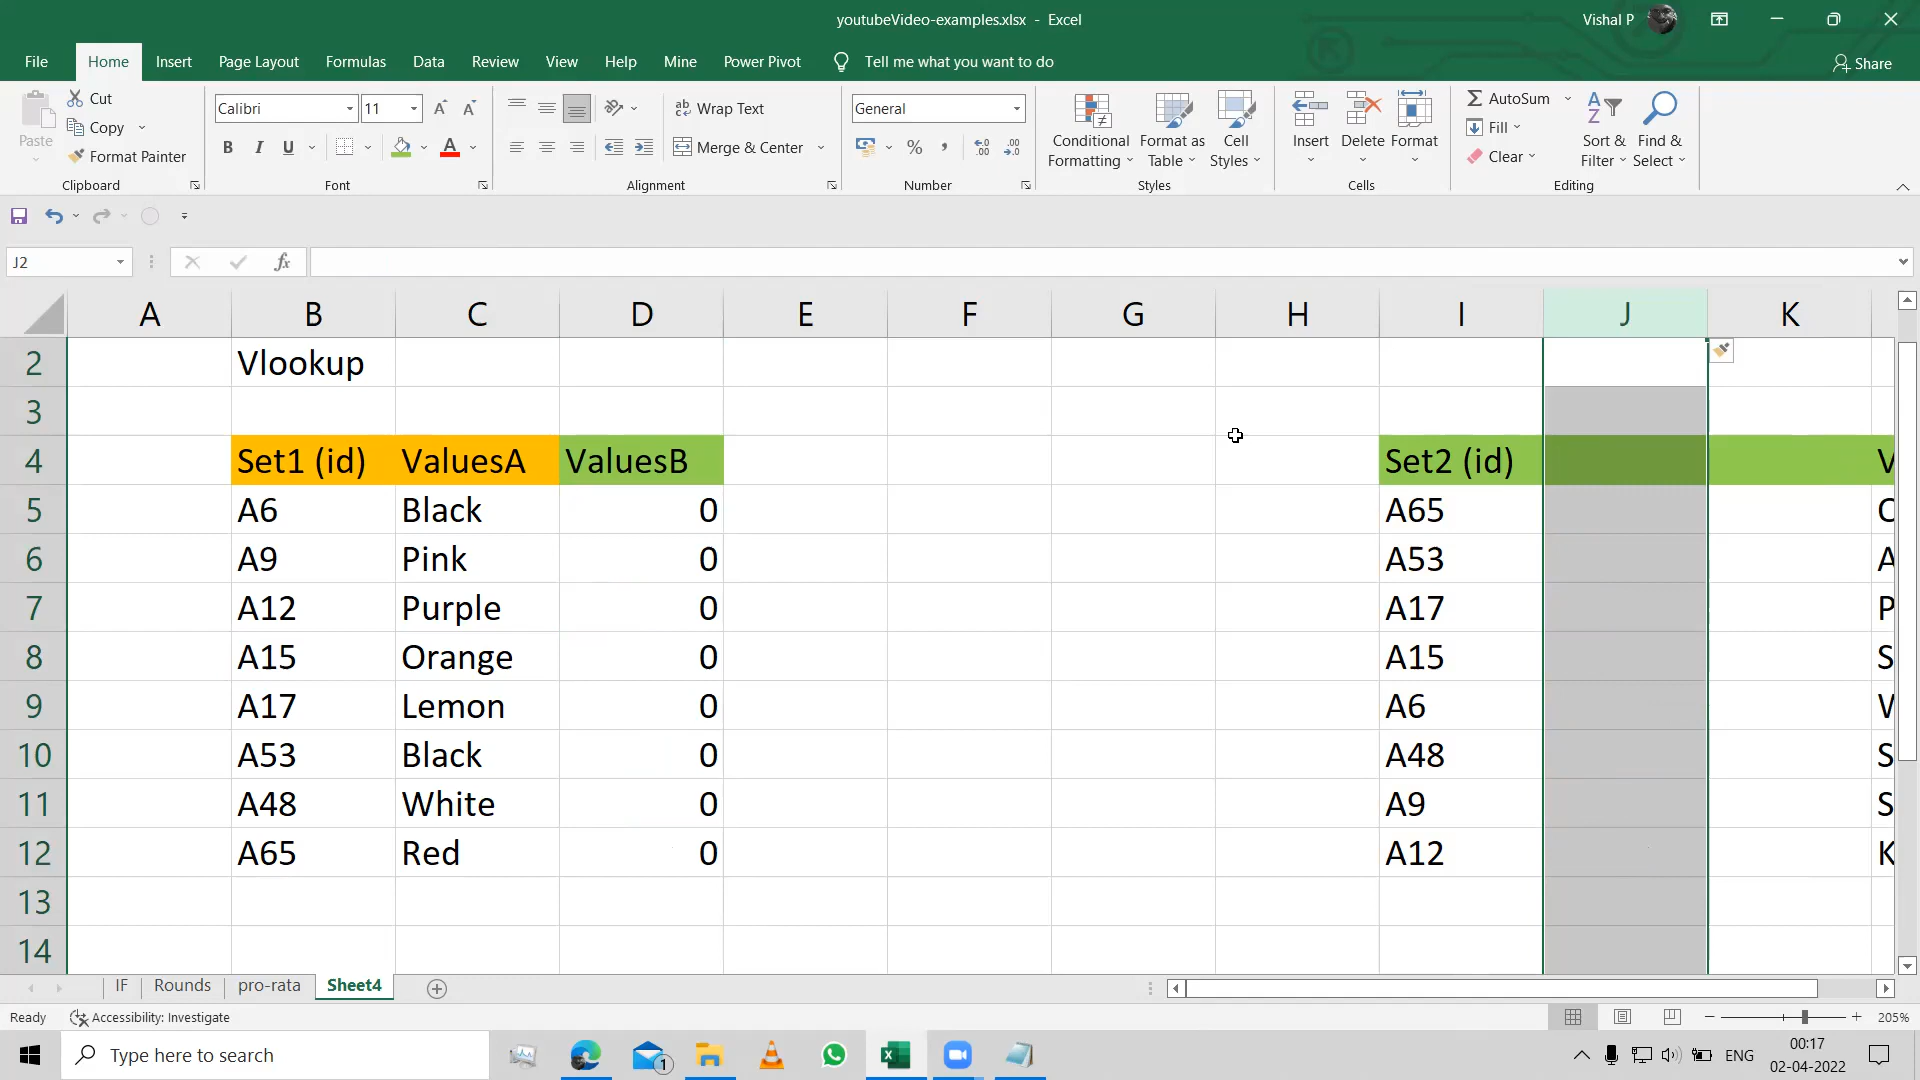 youtubeVideo-examples.xlsx - Excel
Vishal P
File Home Insert Page Layout Formulas Data Review View Help Mine Power Pivot Tell me what you want to do
Share
Paste
Cut
Copy
Format Painter
Clipboard
Calibri 11
B I U
Font
ab Wrap Text
Merge & Center
Alignment
General
Number
Conditional Formatting
Format as Table
Cell Styles
Styles
Insert Delete Format
Cells
AutoSum
Fill
Clear
Sort & Filter
Find & Select
Editing
J2
fx
A B C D E F G H I J K
2 Vlookup
3
4 Set1 (id) ValuesA ValuesB Set2 (id) V
5 A6 Black 0 A65
6 A9 Pink 0 A53 A
7 A12 Purple 0 A17 P
8 A15 Orange 0 A15 S
9 A17 Lemon 0 A6
10 A53 Black 0 A48 S
11 A48 White 0 A9 S
12 A65 Red 0 A12 K
13
14
IF Rounds pro-rata Sheet4
Ready Accessibility: Investigate
205%
Type here to search
1
ENG
00:17
02-04-2022